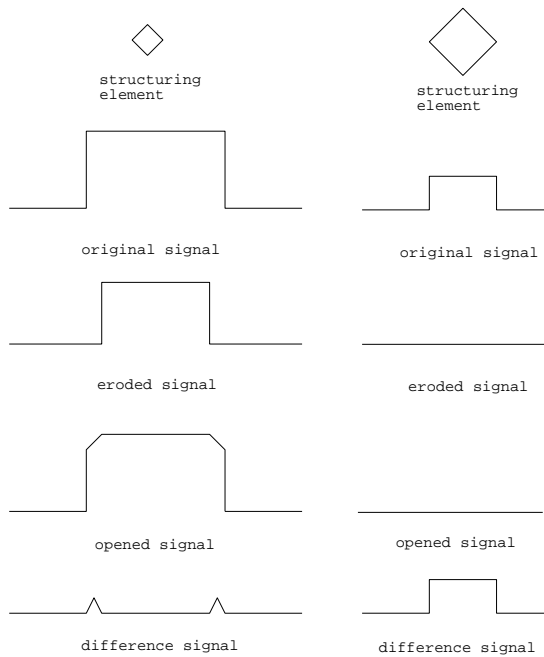 structuring
element
structuring
element
original signal
original signal
eroded signal
eroded signal
opened signal
opened signal
difference signal
difference signal